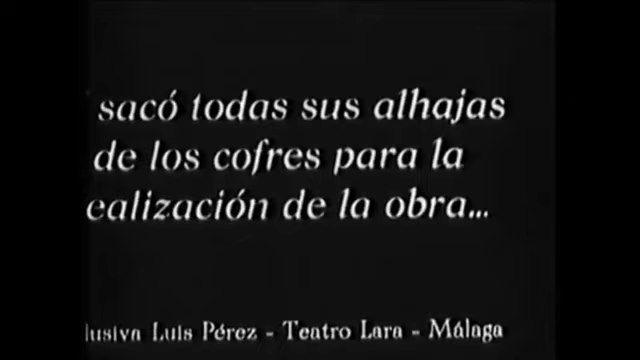 sacó todas sus alhajas
de los cofres para la
ealización de la obra...
lusiva Luis Pérez - Teatro Lara - Málaga